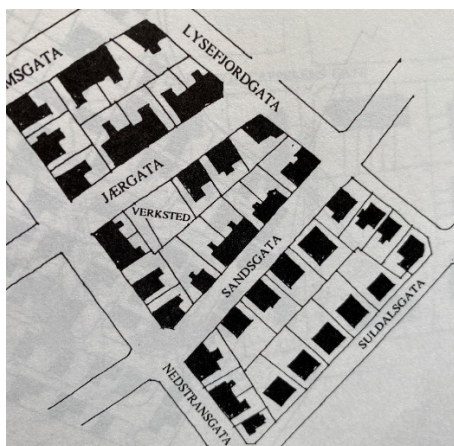 MSGATA
LYSEFJORDGATA
JÆRGATA
VERKSTED
SANDSGATA
SULDALSGATA
NEDSTRANSGATA